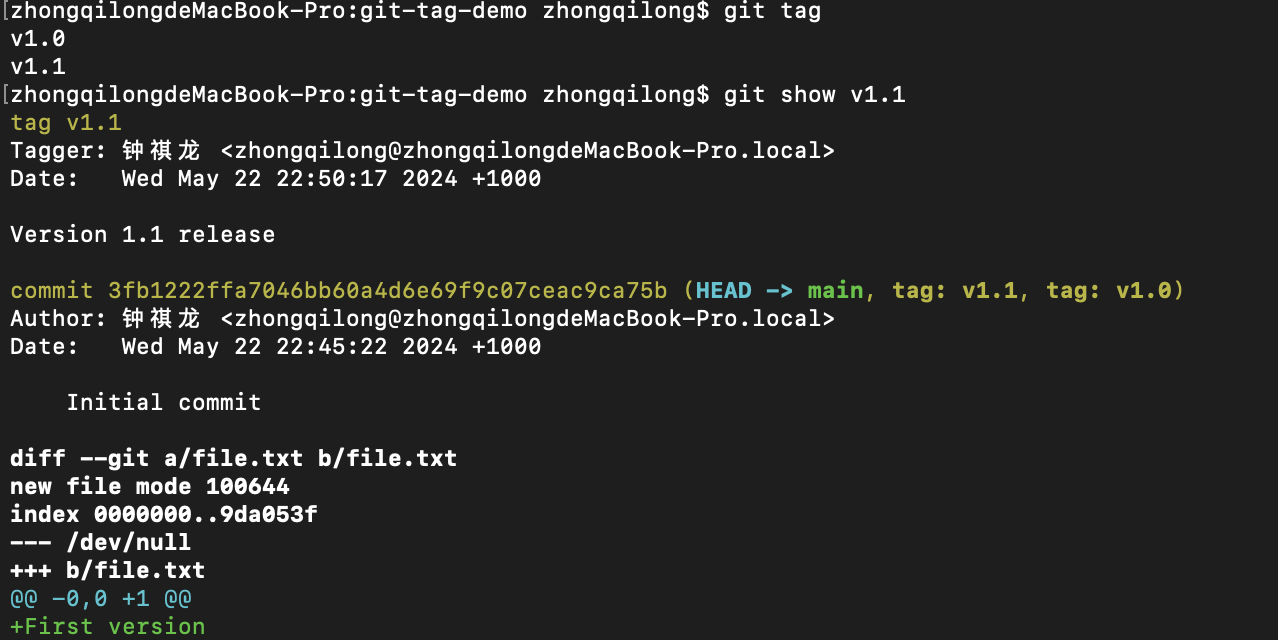 [zhongqilongdeMacBook-Pro:git-tag-demo zhongqilong$ git tag
v1.0
v1.1
[zhongqilongdeMacBook-Pro:git-tag-demo zhongqilong$ git show v1.1
tag v1.1
Tagger: 钟祺龙 <zhongqilong@zhongqilongdeMacBook-Pro.local>
Date:   Wed May 22 22:50:17 2024 +1000

Version 1.1 release

commit 3fb1222ffa7046bb60a4d6e69f9c07ceac9ca75b (HEAD -> main, tag: v1.1, tag: v1.0)
Author: 钟祺龙 <zhongqilong@zhongqilongdeMacBook-Pro.local>
Date:   Wed May 22 22:45:22 2024 +1000

    Initial commit

diff --git a/file.txt b/file.txt
new file mode 100644
index 0000000..9da053f
--- /dev/null
+++ b/file.txt
@@ -0,0 +1 @@
+First version